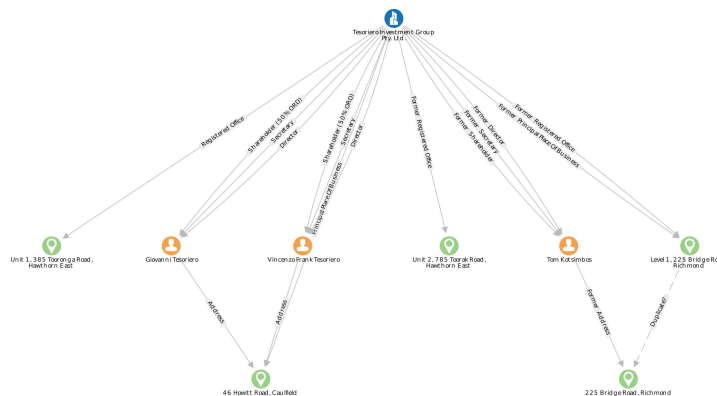 Tesoriero Investment Group
Pty. Ltd.
Registered Office
Shareholder (50% ORD)
Secretary
Director
Shareholder (50% ORD)
Secretary
Director
Principal Place Of Business
Former Registered Office
Former Director
Former Secretary
Former Shareholder
Former Registered Office
Former Principal Place Of Business
Unit 1, 385 Tooronga Road,
Hawthorn East
Giovanni Tesoriero
Vincenzo Frank Tesoriero
Unit 2, 785 Toorak Road,
Hawthorn East
Tom Kotsimbos
Level 1, 225 Bridge Ro
Richmond
Address
Address
Former Address
Duplicate?
46 Howitt Road, Caulfield
225 Bridge Road, Richmond